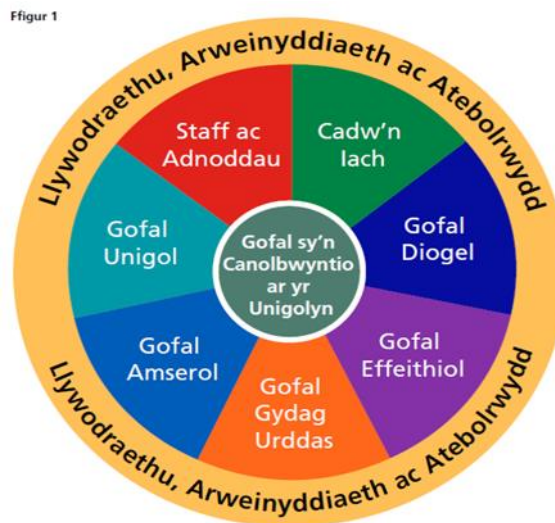 Ffigur 1
Llywodraethu, Arweinyddiaeth ac Atebolrwydd
Staff ac
Adnoddau
Cadw'n
Iach
Gofal
Unigol
Gofal
Diogel
Gofal sy'n
Canolbwyntio
ar yr
Unigolyn
Gofal
Amserol
Gofal
Effeithiol
Gofal
Gydag
Urddas
Llywodraethu, Arweinyddiaeth ac Atebolrwydd